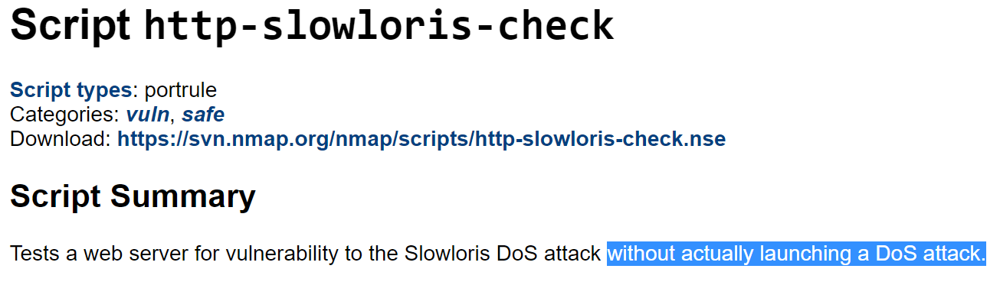 Script http-slowloris-check
Script types: portrule
Categories: vuln, safe
Download: https://svn.nmap.org/nmap/scripts/http-slowloris-check.nse
Script Summary
Tests a web server for vulnerability to the Slowloris DoS attack without actually launching a DoS attack.